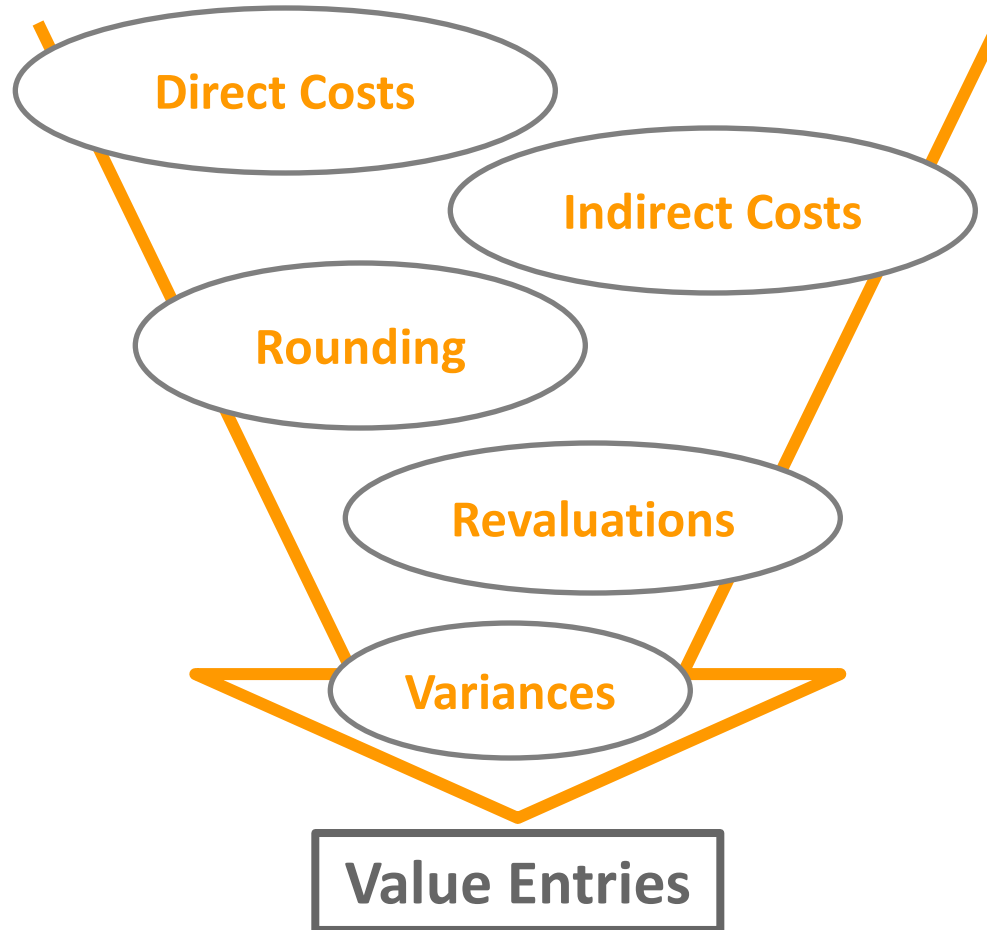 Direct Costs
Indirect Costs
Rounding
Revaluations
Variances
Value Entries